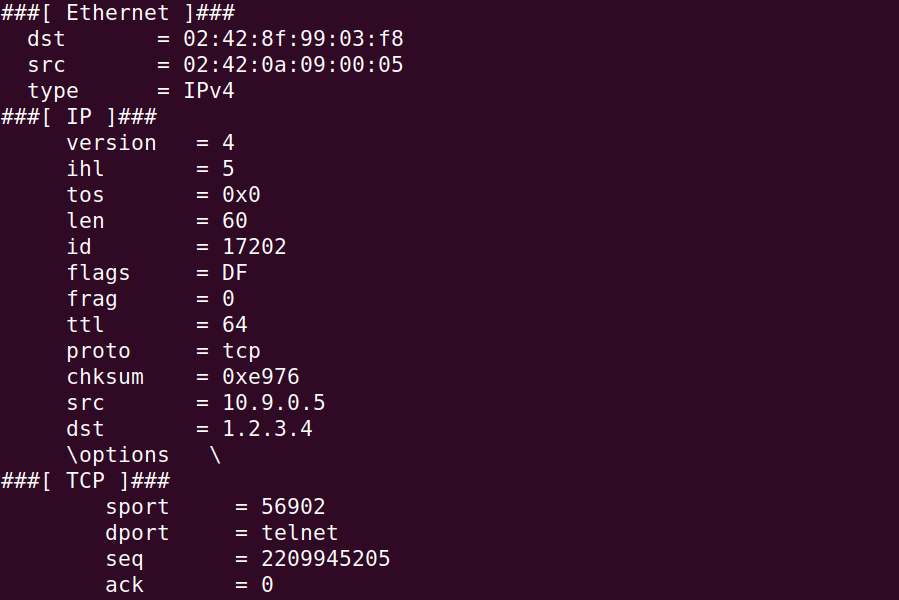 ###[ Ethernet ]###
  dst       = 02:42:8f:99:03:f8
  src       = 02:42:0a:09:00:05
  type      = IPv4
###[ IP ]###
     version   = 4
     ihl       = 5
     tos       = 0x0
     len       = 60
     id        = 17202
     flags     = DF
     frag      = 0
     ttl       = 64
     proto     = tcp
     chksum    = 0xe976
     src       = 10.9.0.5
     dst       = 1.2.3.4
     \options   \
###[ TCP ]###
        sport     = 56902
        dport     = telnet
        seq       = 2209945205
        ack       = 0